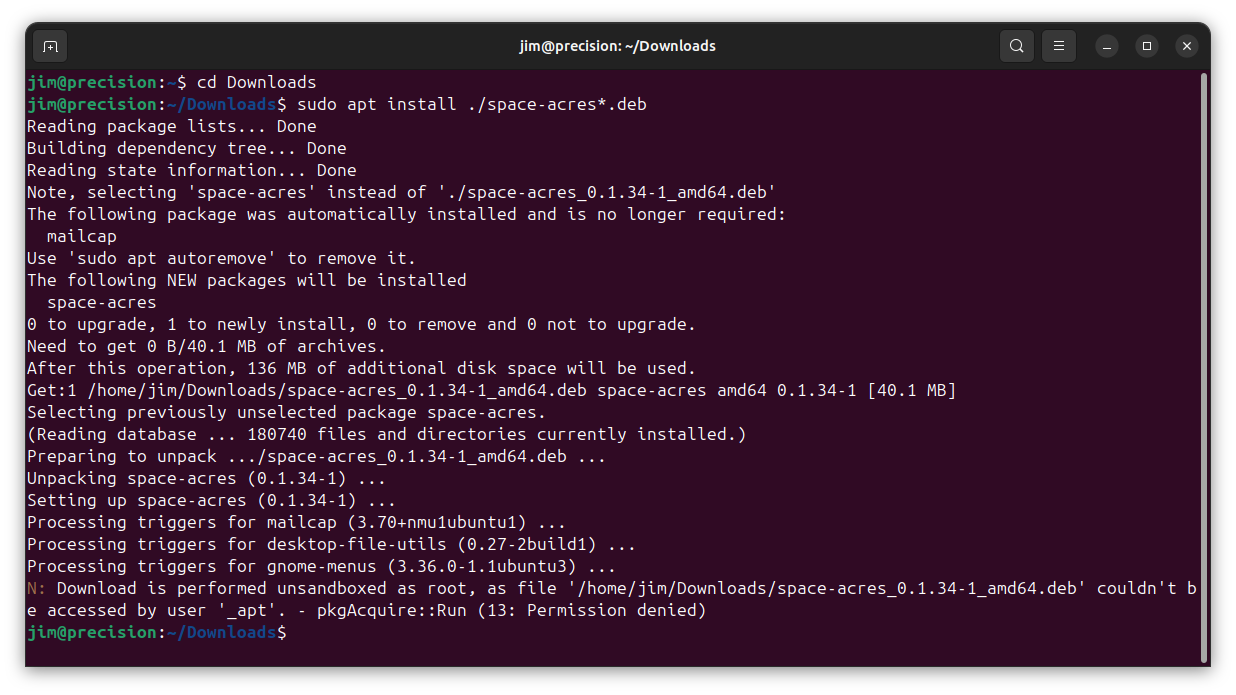 jim@precision: ~/Downloads
jim@precision:~$ cd Downloads
jim@precision:~/Downloads$ sudo apt install ./space-acres*.deb
Reading package lists... Done
Building dependency tree... Done
Reading state information... Done
Note, selecting 'space-acres' instead of './space-acres_0.1.34-1_amd64.deb'
The following package was automatically installed and is no longer required:
  mailcap
Use 'sudo apt autoremove' to remove it.
The following NEW packages will be installed
  space-acres
0 to upgrade, 1 to newly install, 0 to remove and 0 not to upgrade.
Need to get 0 B/40.1 MB of archives.
After this operation, 136 MB of additional disk space will be used.
Get:1 /home/jim/Downloads/space-acres_0.1.34-1_amd64.deb space-acres amd64 0.1.34-1 [40.1 MB]
Selecting previously unselected package space-acres.
(Reading database ... 180740 files and directories currently installed.)
Preparing to unpack .../space-acres_0.1.34-1_amd64.deb ...
Unpacking space-acres (0.1.34-1) ...
Setting up space-acres (0.1.34-1) ...
Processing triggers for mailcap (3.70+nmu1ubuntu1) ...
Processing triggers for desktop-file-utils (0.27-2build1) ...
Processing triggers for gnome-menus (3.36.0-1.1ubuntu3) ...
N: Download is performed unsandboxed as root, as file '/home/jim/Downloads/space-acres_0.1.34-1_amd64.deb' couldn't b
e accessed by user '_apt'. - pkgAcquire::Run (13: Permission denied)
jim@precision:~/Downloads$